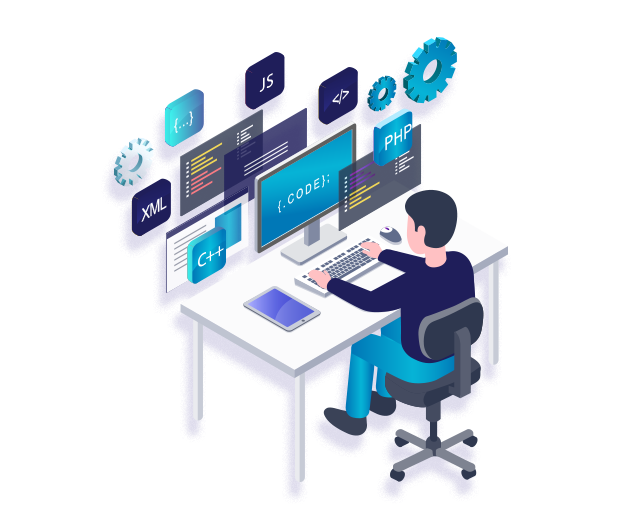 JS
</>
{...}
PHP
XML
{.CODE};
C++